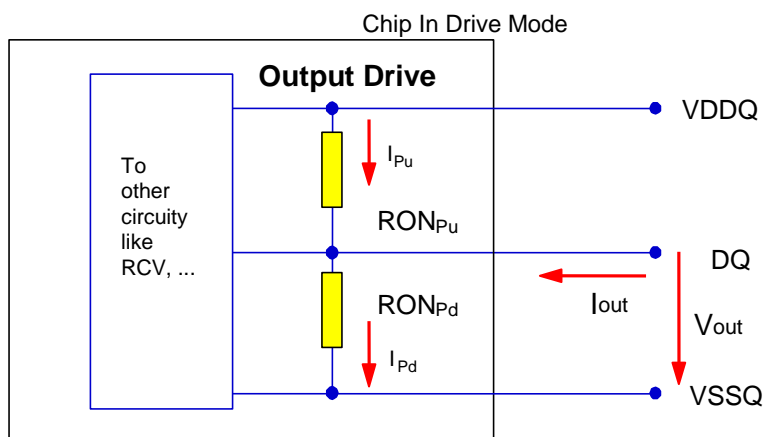 Chip In Drive Mode
Output Drive
VDDQ
To
other
circuity
like
RCV, ...
IPu
RONPu
DQ
Iout
RONPd
Vout
IPd
VSSQ